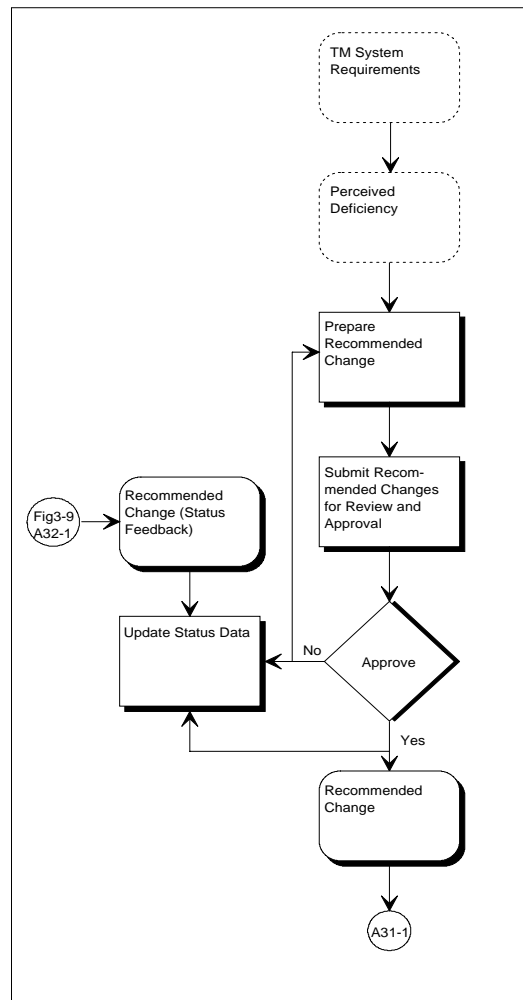 TM System
Requirements
Perceived
Deficiency
Prepare
Recommended
Change
Submit Recom-
mended Changes
for Review and
Approval
Fig3-9
A32-1
Recommended
Change (Status
Feedback)
Update Status Data
No
Approve
Yes
Recommended
Change
A31-1